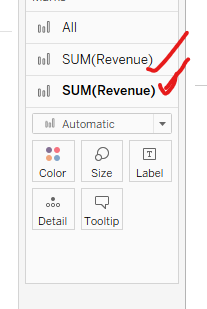 All
SUM(Revenue)
SUM(Revenue)
Automatic
Color Size Label
Detail Tooltip